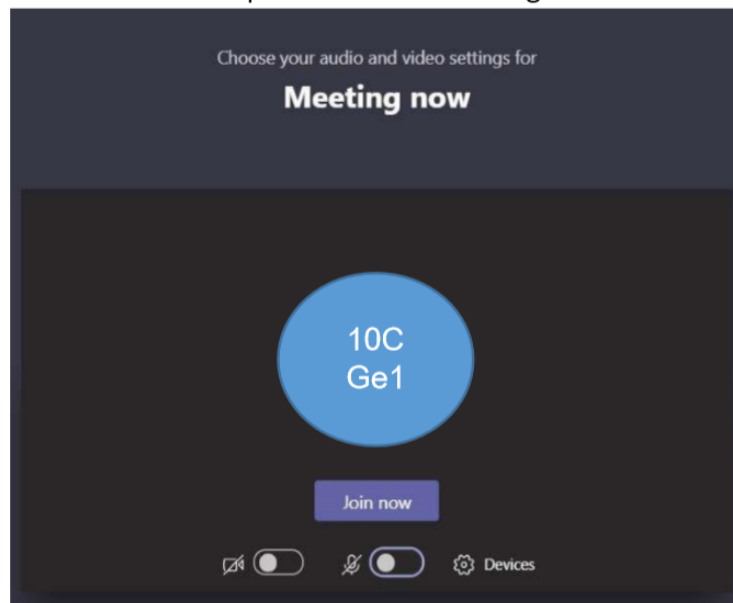 Choose your audio and video settings for
Meeting now
10C
Ge1
Join now
Devices